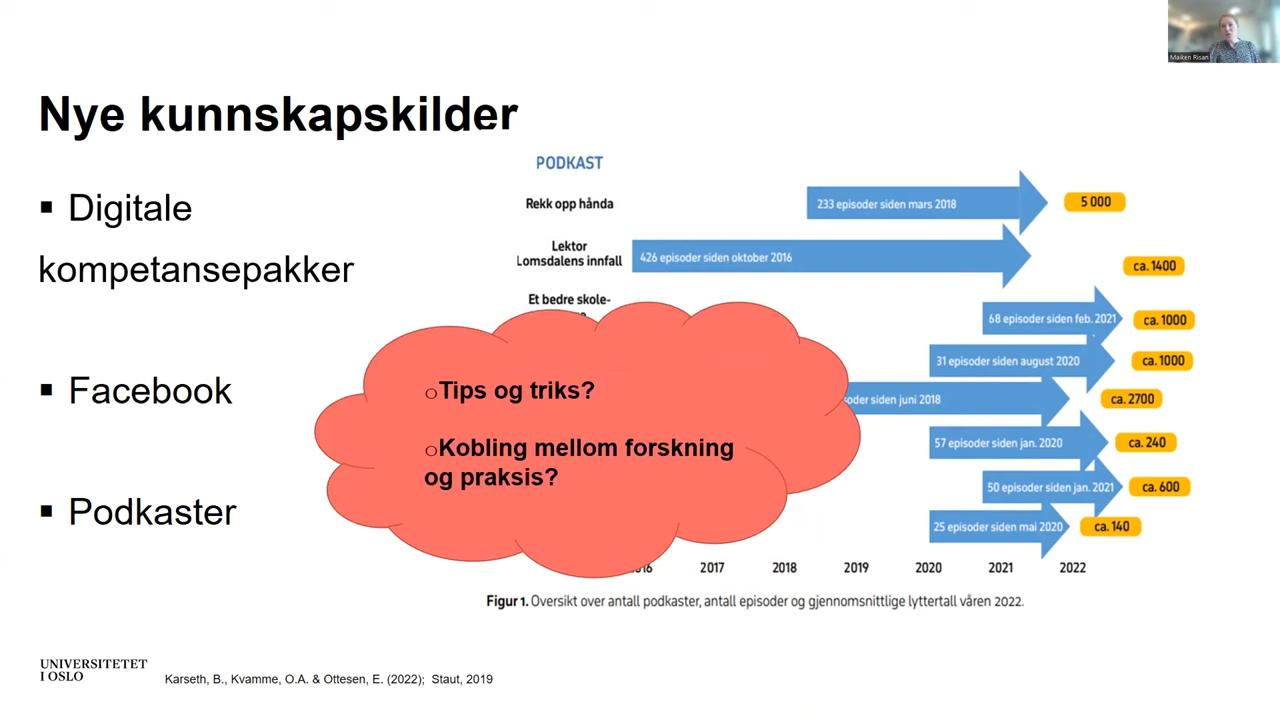 Maiken Risan
Nye kunnskapskilder
▪ Digitale
kompetansepakker
▪ Facebook
▪ Podkaster
PODKAST
Rekk opp hånda
233 episoder siden mars 2018
5 000
Lektor
Lomsdalens innfall
426 episoder siden oktober 2016
ca. 1400
Et bedre skole-
68 episoder siden feb. 2021
ca. 1000
31 episoder siden august 2020
ca. 1000
siden juni 2018
ca. 2700
57 episoder siden jan. 2020
ca. 240
50 episoder siden jan. 2021
ca. 600
25 episoder siden mai 2020
ca. 140
oTips og triks?
oKobling mellom forskning
og praksis?
2017 2018 2019 2020 2021 2022
Figur 1. Oversikt over antall podkaster, antall episoder og gjennomsnittlige lyttertall våren 2022.
UNIVERSITETET
I OSLO
Karseth, B., Kvamme, O.A. & Ottesen, E. (2022); Staut, 2019